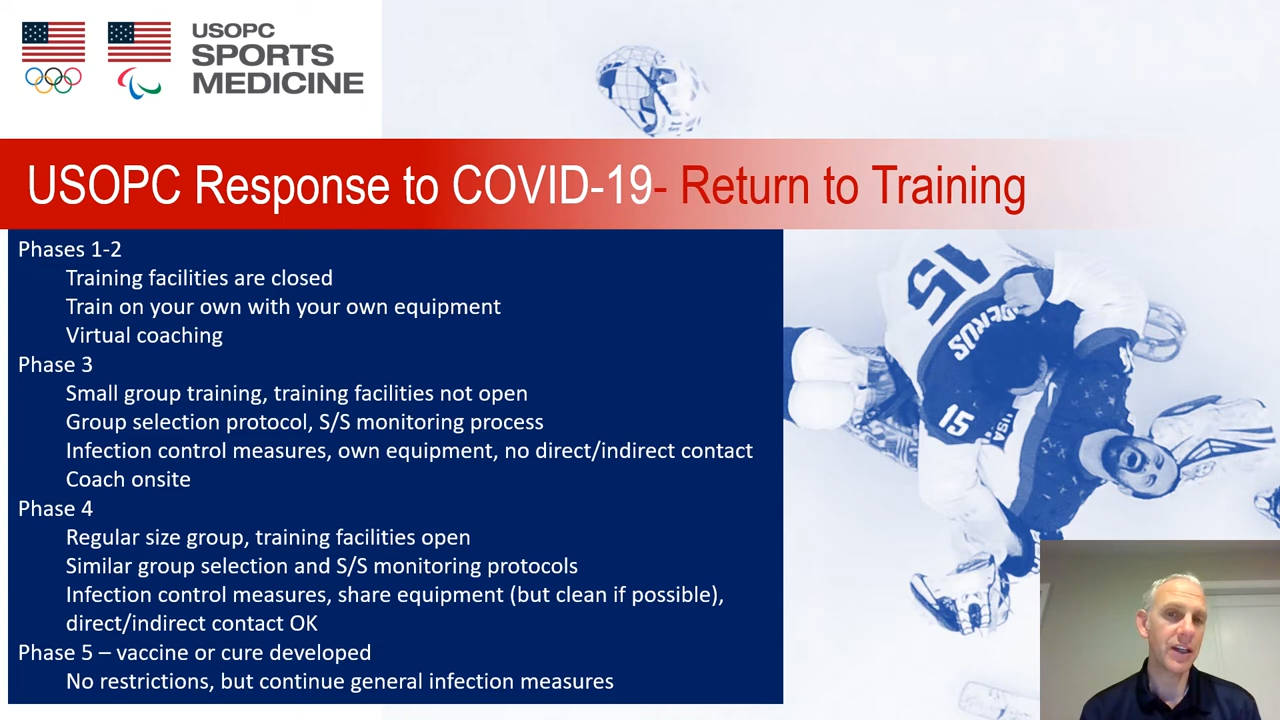 USOPC
SPORTS
MEDICINE
USOPC Response to COVID-19- Return to Training
Phases 1-2
Training facilities are closed
Train on your own with your own equipment
Virtual coaching
Phase 3
Small group training, training facilities not open
Group selection protocol, S/S monitoring process
Infection control measures, own equipment, no direct/indirect contact
Coach onsite
Phase 4
Regular size group, training facilities open
Similar group selection and S/S monitoring protocols
Infection control measures, share equipment (but clean if possible),
direct/indirect contact OK
Phase 5 – vaccine or cure developed
No restrictions, but continue general infection measures
15
15
USA